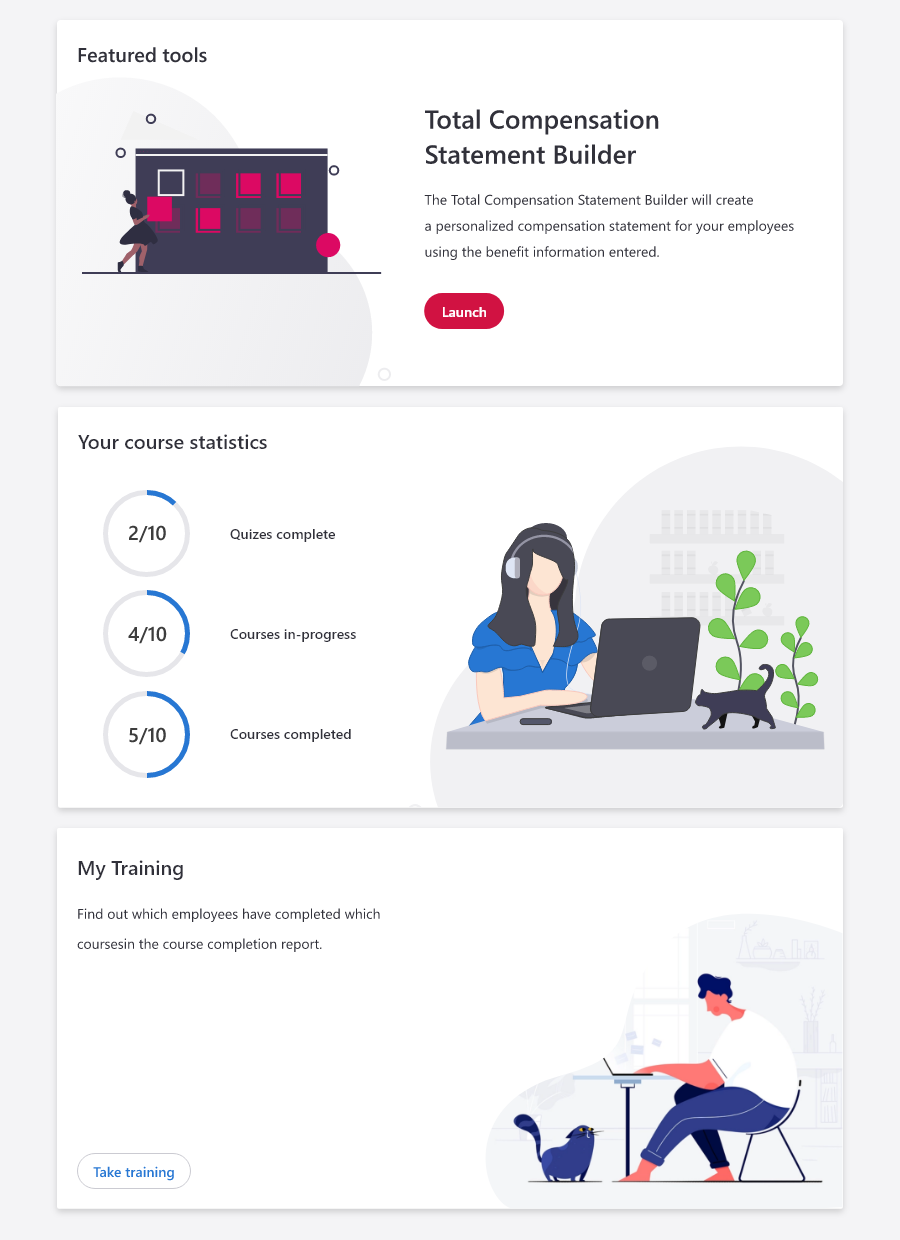 Featured tools
Total Compensation
Statement Builder
The Total Compensation Statement Builder will create
a personalized compensation statement for your employees
using the benefit information entered.
Launch
Your course statistics
2/10
Quizes complete
4/10
Courses in-progress
5/10
Courses completed
My Training
Find out which employees have completed which
coursesin the course completion report.
Take training